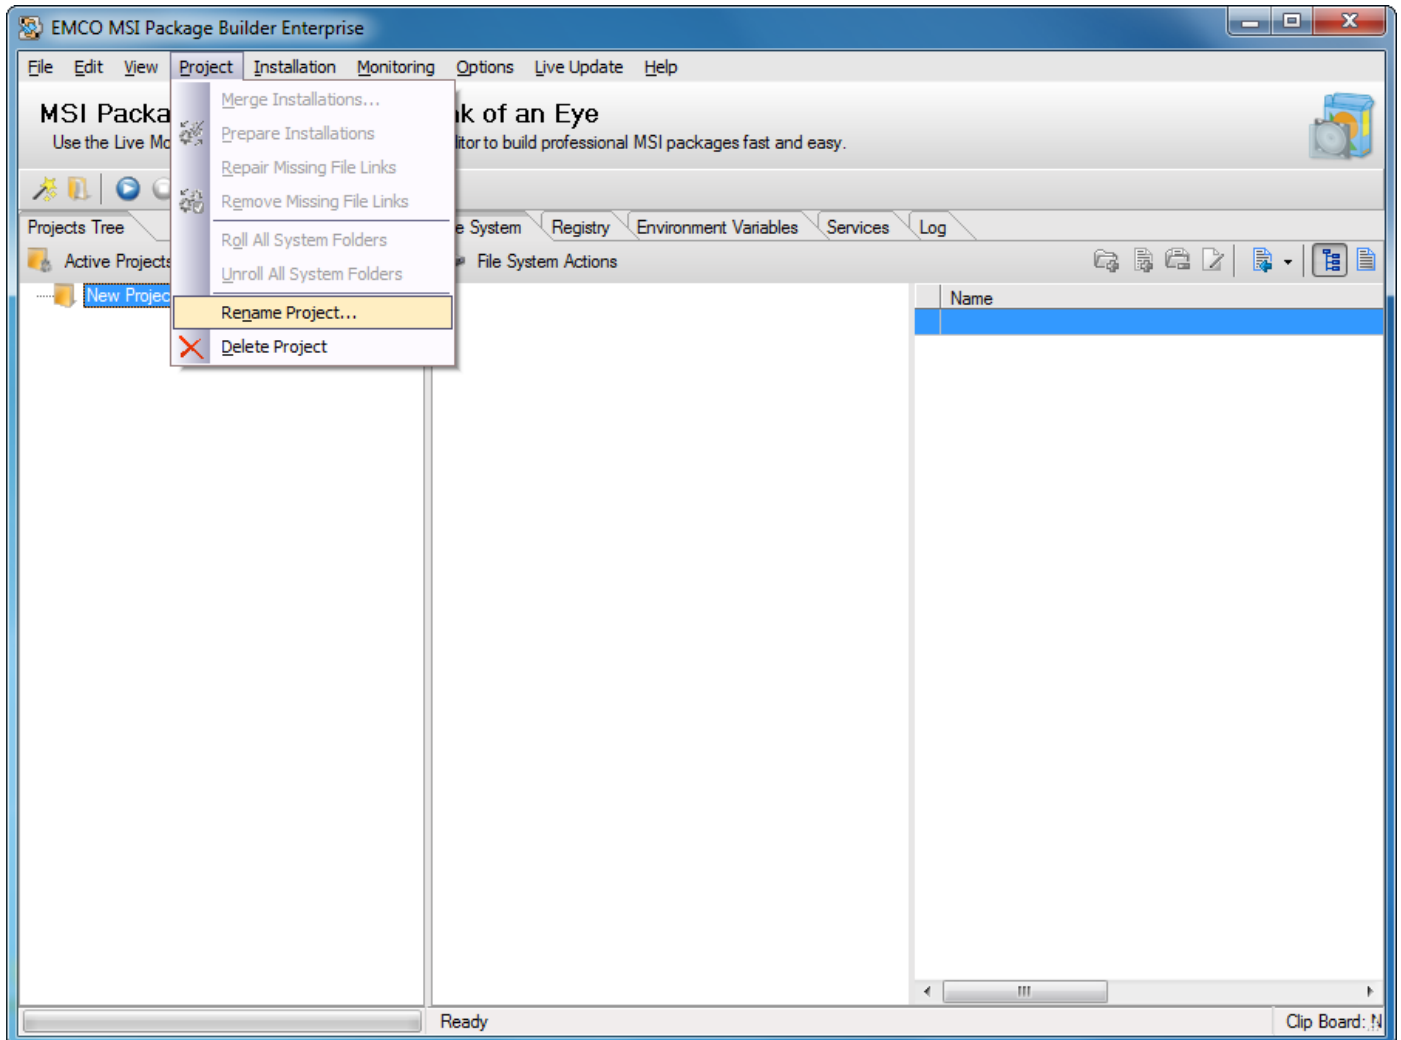 EMCO MSI Package Builder Enterprise
File Edit View Project Installation Monitoring Options Live Update Help
Merge Installations...
Prepare Installations
Repair Missing File Links
Remove Missing File Links
Roll All System Folders
Unroll All System Folders
Rename Project...
Delete Project
MSI Packa nk of an Eye
Use the Live Mo litor to build professional MSI packages fast and easy.
Projects Tree e System Registry Environment Variables Services Log
Active Projects File System Actions
New Projec Name
Ready Clip Board: N